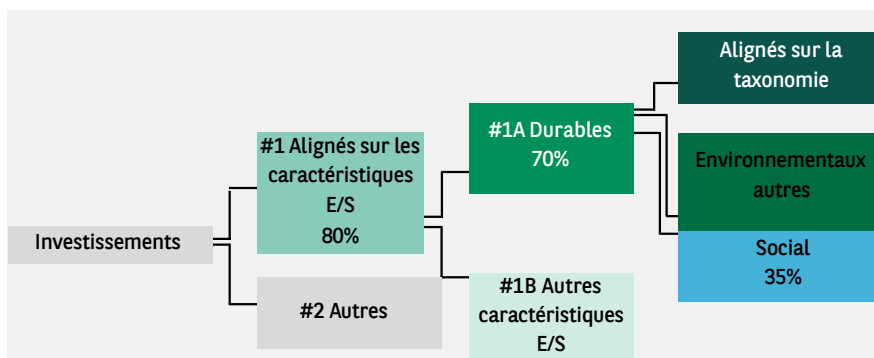 Investissements
#1 Alignés sur les
caractéristiques
E/S
80%
#2 Autres
#1A Durables
70%
#1B Autres
caractéristiques
E/S
Alignés sur la
taxonomie
Environnementaux
autres
Social
35%